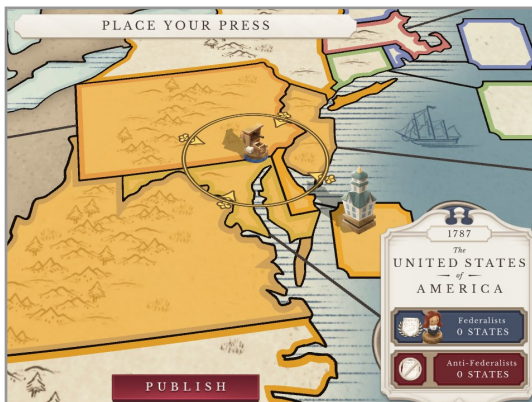 PLACE YOUR PRESS
1787
The
UNITED STATES
of
AMERICA
Federalists
0 STATES
Anti-Federalists
0 STATES
PUBLISH